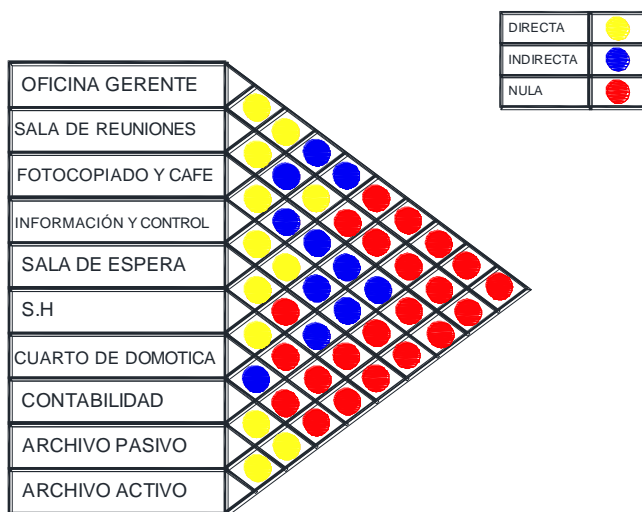 DIRECTA
INDIRECTA
NULA
OFICINA GERENTE
SALA DE REUNIONES
FOTOCOPIADO Y CAFE
INFORMACIÓN Y CONTROL
SALA DE ESPERA
S.H
CUARTO DE DOMOTICA
CONTABILIDAD
ARCHIVO PASIVO
ARCHIVO ACTIVO